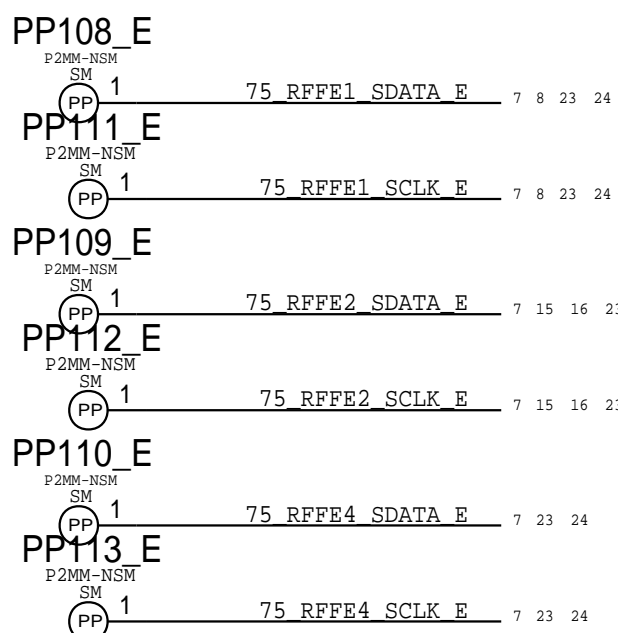 PP108_E
P2MM-NSM
SM
PP 1 75_RFFE1_SDATA_E 7 8 23 24
PP111_E
P2MM-NSM
SM
PP 1 75_RFFE1_SCLK_E 7 8 23 24
PP109_E
P2MM-NSM
SM
PP 1 75_RFFE2_SDATA_E 7 15 16 23
PP112_E
P2MM-NSM
SM
PP 1 75_RFFE2_SCLK_E 7 15 16 23
PP110_E
P2MM-NSM
SM
PP 1 75_RFFE4_SDATA_E 7 23 24
PP113_E
P2MM-NSM
SM
PP 1 75_RFFE4_SCLK_E 7 23 24